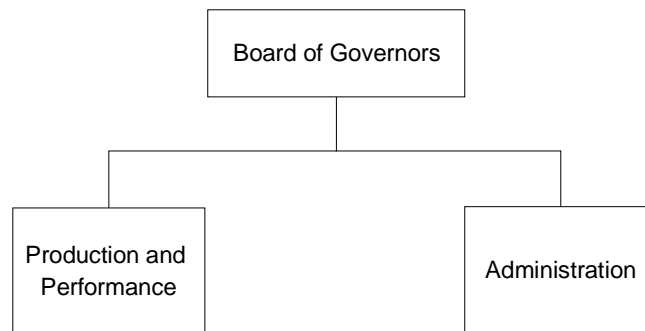 Board of Governors
Production and
Performance
Administration